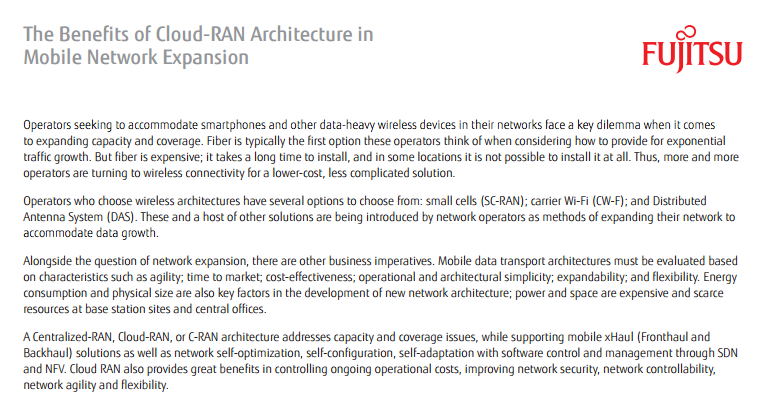 The Benefits of Cloud-RAN Architecture in
Mobile Network Expansion
FUJITSU
Operators seeking to accommodate smartphones and other data-heavy wireless devices in their networks face a key dilemma when it comes
to expanding capacity and coverage. Fiber is typically the first option these operators think of when considering how to provide for exponential
traffic growth. But fiber is expensive; it takes a long time to install, and in some locations it is not possible to install it at all. Thus, more and more
operators are turning to wireless connectivity for a lower-cost, less complicated solution.
Operators who choose wireless architectures have several options to choose from: small cells (SC-RAN); carrier Wi-Fi (CW-F); and Distributed
Antenna System (DAS). These and a host of other solutions are being introduced by network operators as methods of expanding their network to
accommodate data growth.
Alongside the question of network expansion, there are other business imperatives. Mobile data transport architectures must be evaluated based
on characteristics such as agility; time to market; cost-effectiveness; operational and architectural simplicity; expandability; and flexibility. Energy
consumption and physical size are also key factors in the development of new network architecture; power and space are expensive and scarce
resources at base station sites and central offices.
A Centralized-RAN, Cloud-RAN, or C-RAN architecture addresses capacity and coverage issues, while supporting mobile xHaul (Fronthaul and
Backhaul) solutions as well as network self-optimization, self-configuration, self-adaptation with software control and management through SDN
and NFV. Cloud RAN also provides great benefits in controlling ongoing operational costs, improving network security, network controllability,
network agility and flexibility.